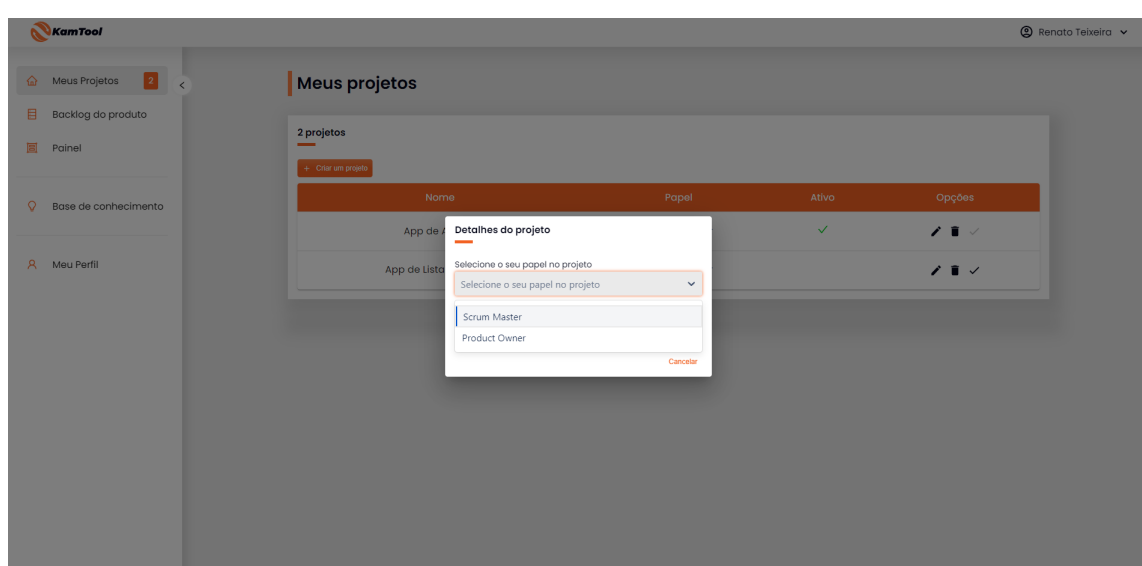 KamTool
Renato Teixeira
Meus Projetos 2
Backlog do produto
Painel
Base de conhecimento
Meu Perfil
Meus projetos
2 projetos
+ Criar um projeto
Nome Papel Ativo Opções
App de
App de Lista
Detalhes do projeto
Selecione o seu papel no projeto
Selecione o seu papel no projeto
Scrum Master
Product Owner
Cancelar